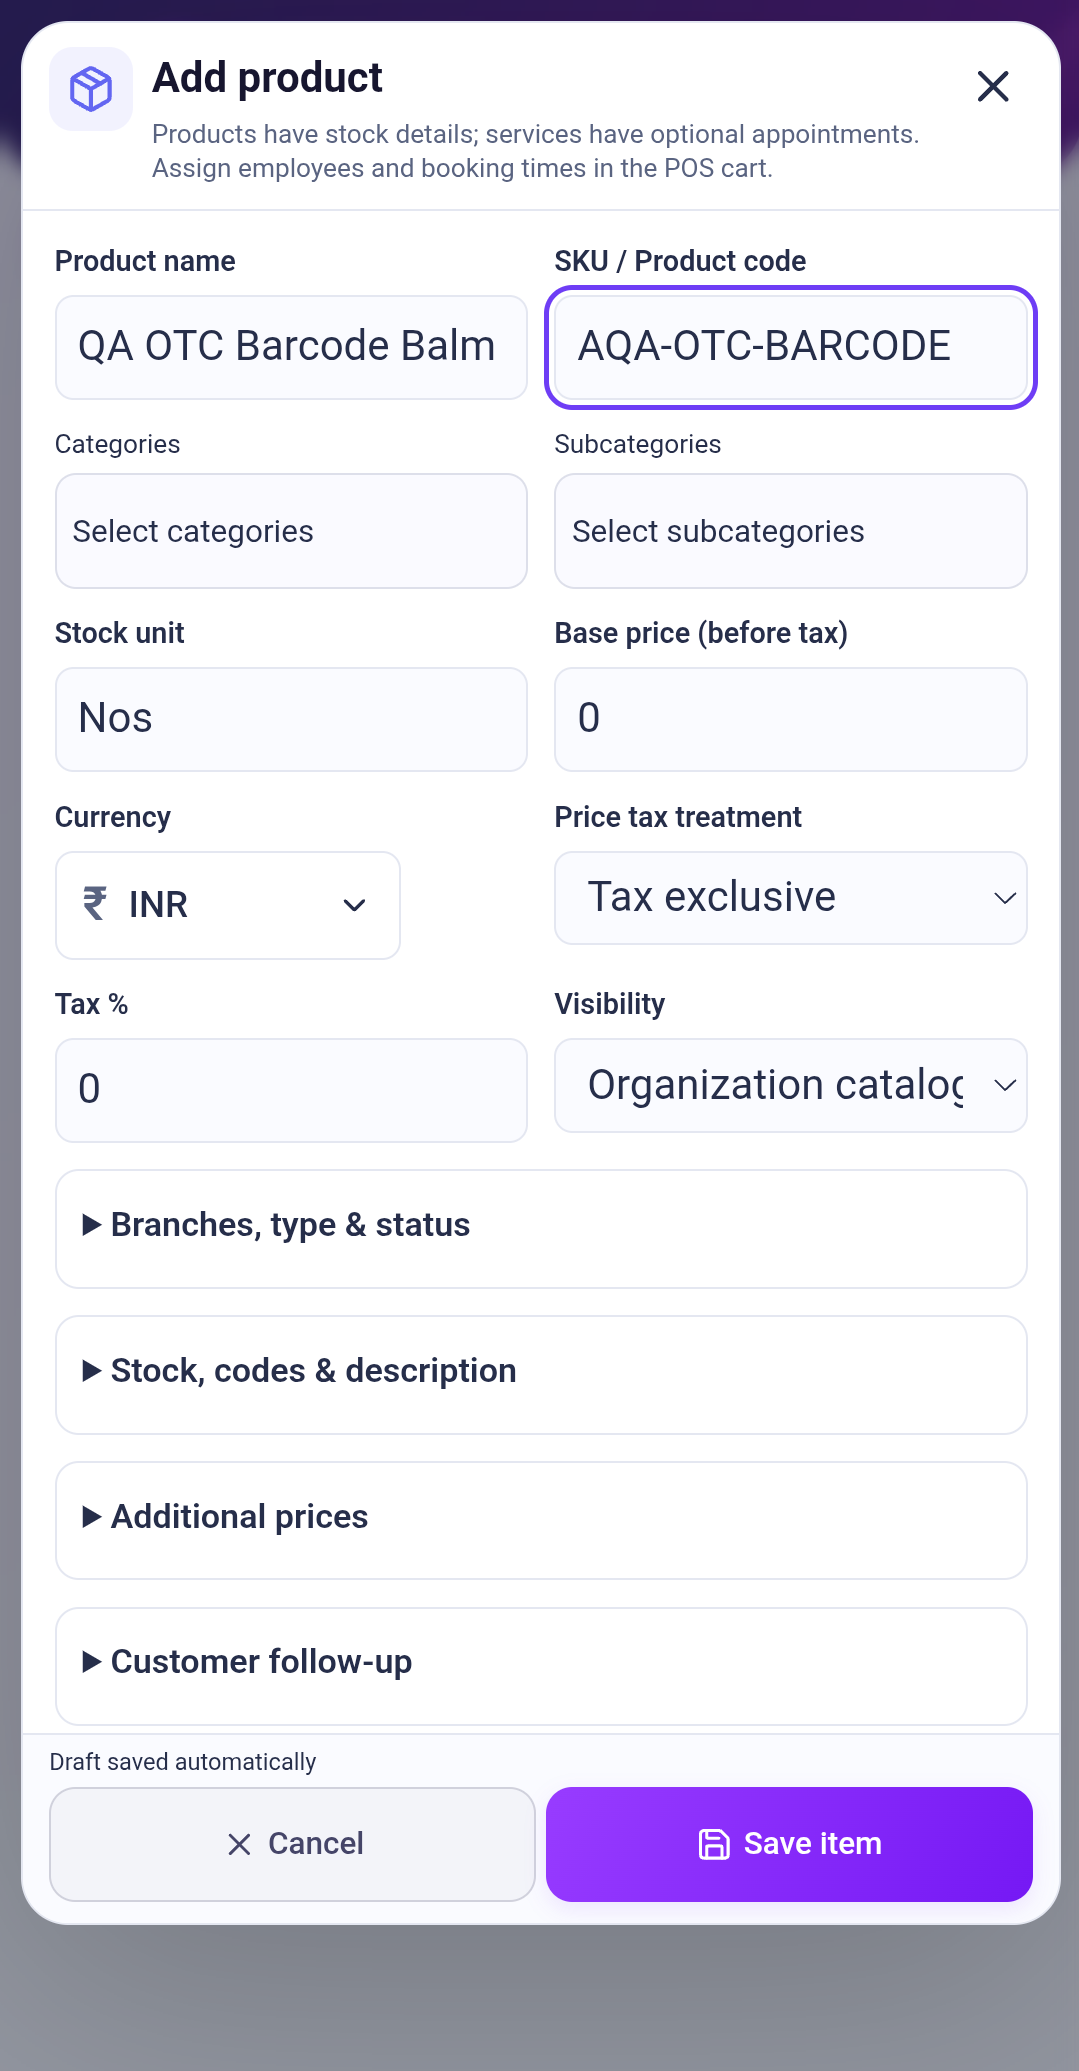 Add product
Products have stock details; services have optional appointments.
Assign employees and booking times in the POS cart.
Product name
SKU / Product code
QA OTC Barcode Balm
AQA-OTC-BARCODE
Categories
Subcategories
Select categories
Select subcategories
Stock unit
Base price (before tax)
Nos
0
Currency
Price tax treatment
₹ INR
Tax exclusive
Tax %
Visibility
0
Organization catalog
Branches, type & status
Stock, codes & description
Additional prices
Customer follow-up
Draft saved automatically
Cancel
Save item